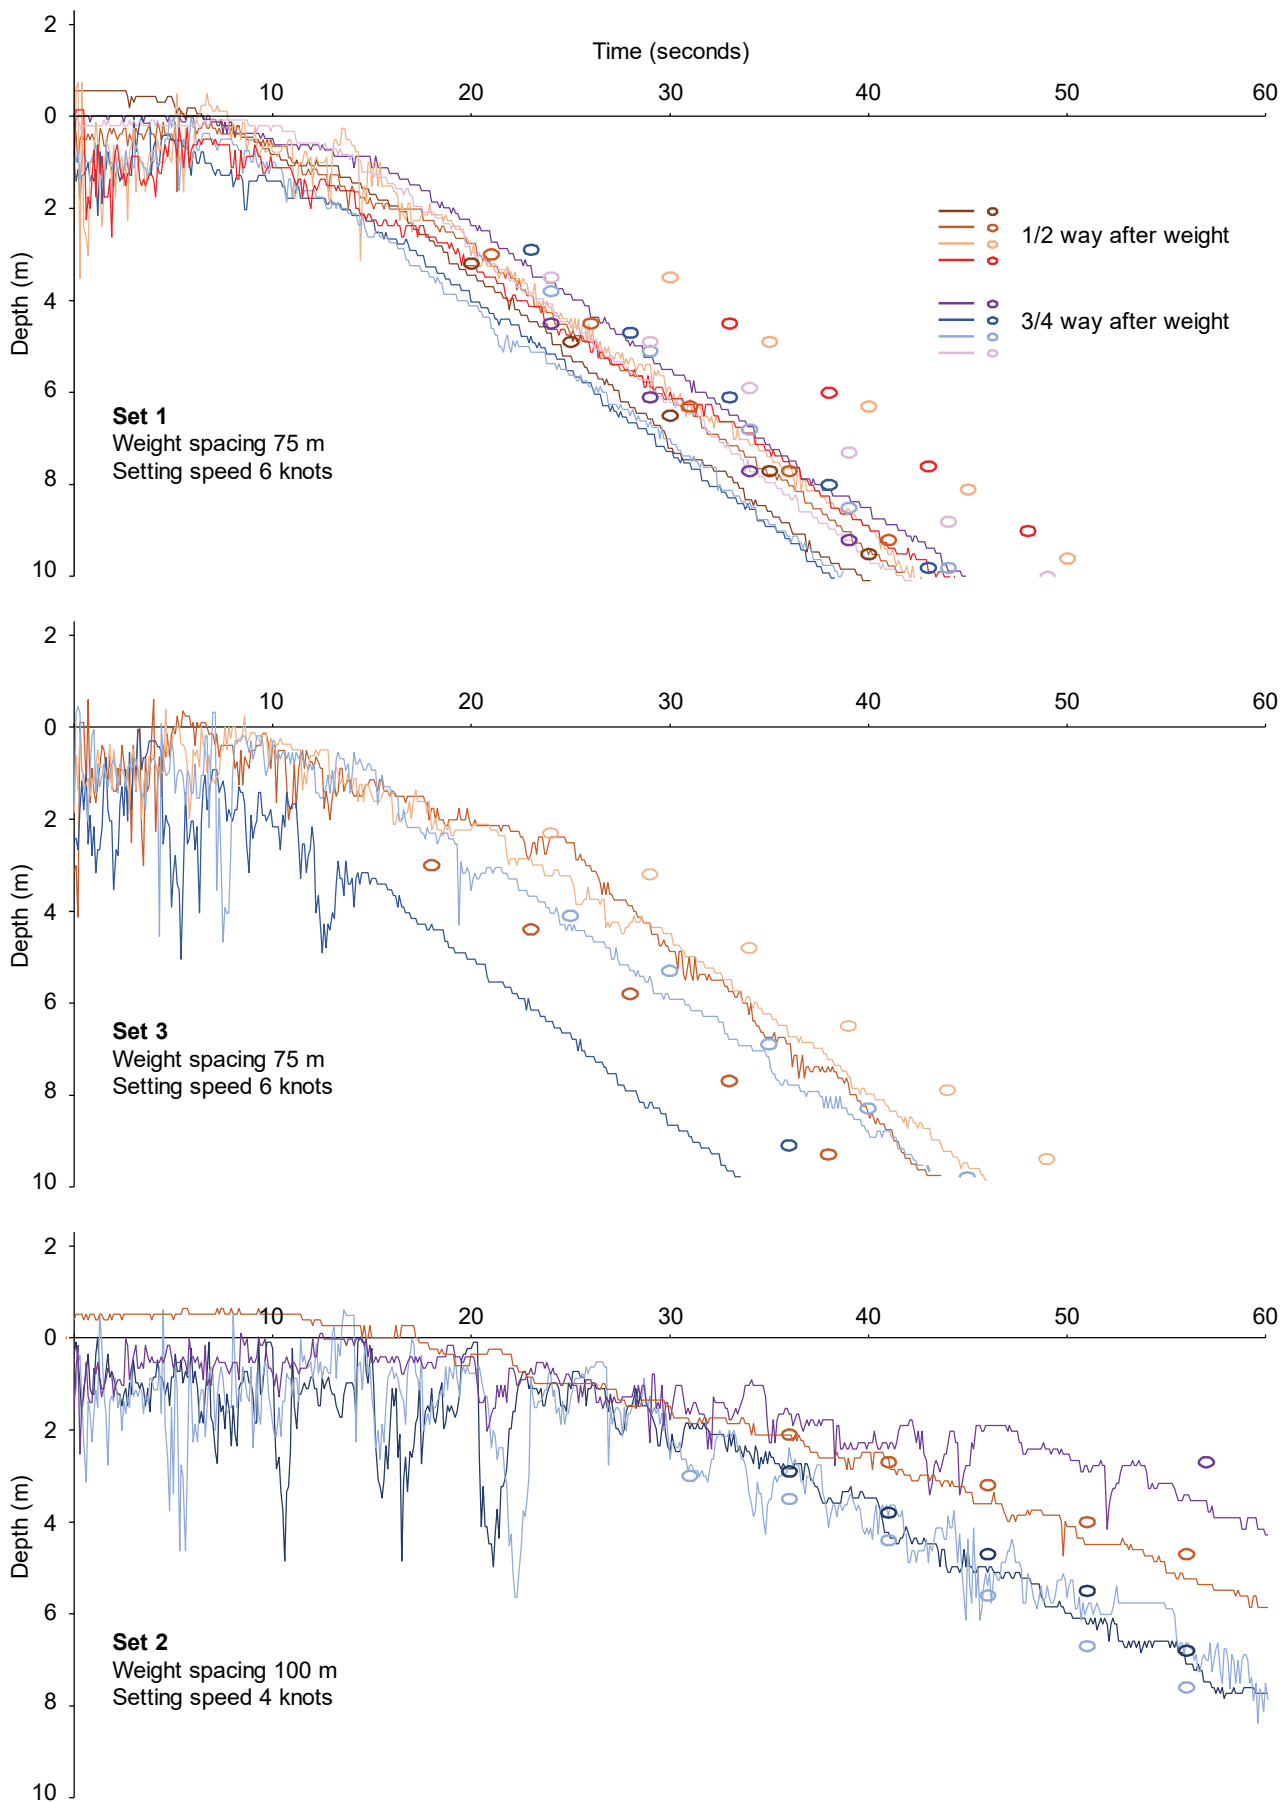 2
Time (seconds)
10 20 30 40 50 60
0
2
1/2 way after weight
3/4 way after weight
Depth (m)
4
6
Set 1
Weight spacing 75 m
Setting speed 6 knots
8
10
2
10 20 30 40 50 60
0
2
Depth (m)
4
6
Set 3
Weight spacing 75 m
Setting speed 6 knots
8
10
2
10 20 30 40 50 60
0
2
Depth (m)
4
6
Set 2
Weight spacing 100 m
Setting speed 4 knots
8
10